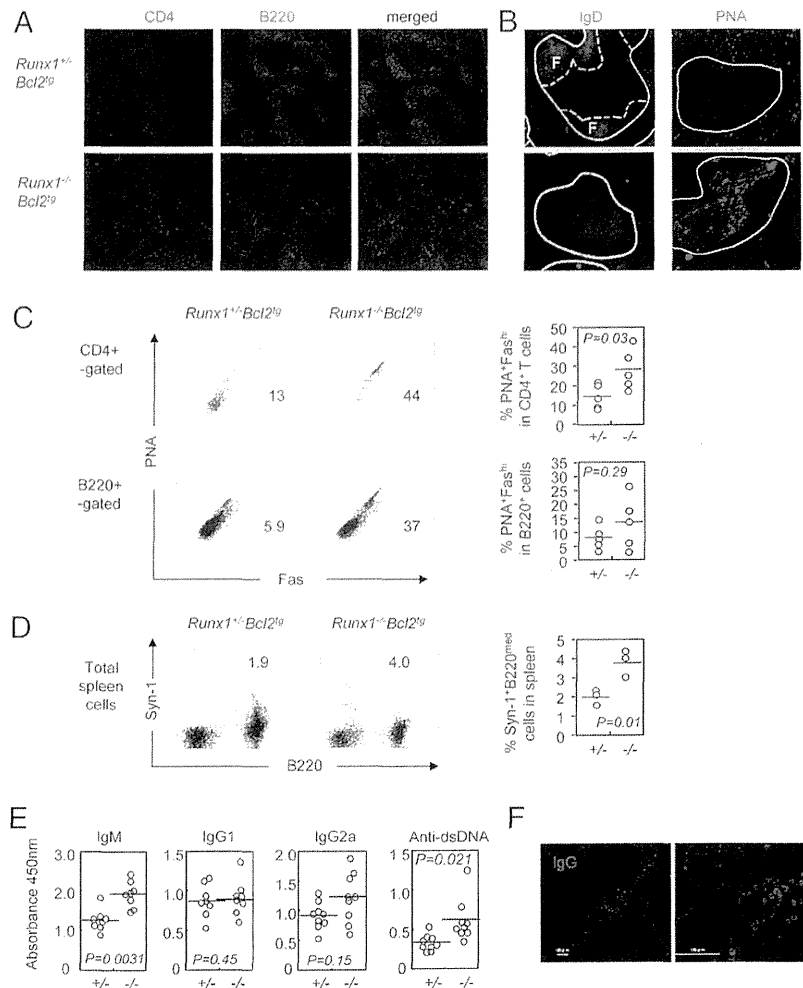 A
CD4 B220 merged
Runx1+/-
Bcl2tg
Runx1-/-
Bcl2tg
B
IgD PNA
F
F
C
Runx1+/-Bcl2tg Runx1-/-Bcl2tg
CD4+
-gated
13 44
B220+
-gated
5.9 37
PNA
Fas
% PNA+Fashi
in CD4+ T cells
50
40
30
20
10
0
P=0.03
+/- -/-
% PNA+Fashi
in B220+ cells
35
30
25
20
15
10
5
0
P=0.29
+/- -/-
D
Runx1+/-Bcl2tg Runx1-/-Bcl2tg
Total
spleen
cells
1.9 4.0
Syn-1
B220
% Syn-1+B220med
cells in spleen
5
4
3
2
1
0
P=0.01
+/- -/-
E
Absorbance 450nm
IgM
3.0
2.0
1.0
0
P=0.0031
+/- -/-
IgG1
1.5
1.0
0.5
0
P=0.45
+/- -/-
IgG2a
2.0
1.5
1.0
0.5
0
P=0.15
+/- -/-
Anti-dsDNA
1.5
1.0
0.5
0
P=0.021
+/- -/-
F
IgG